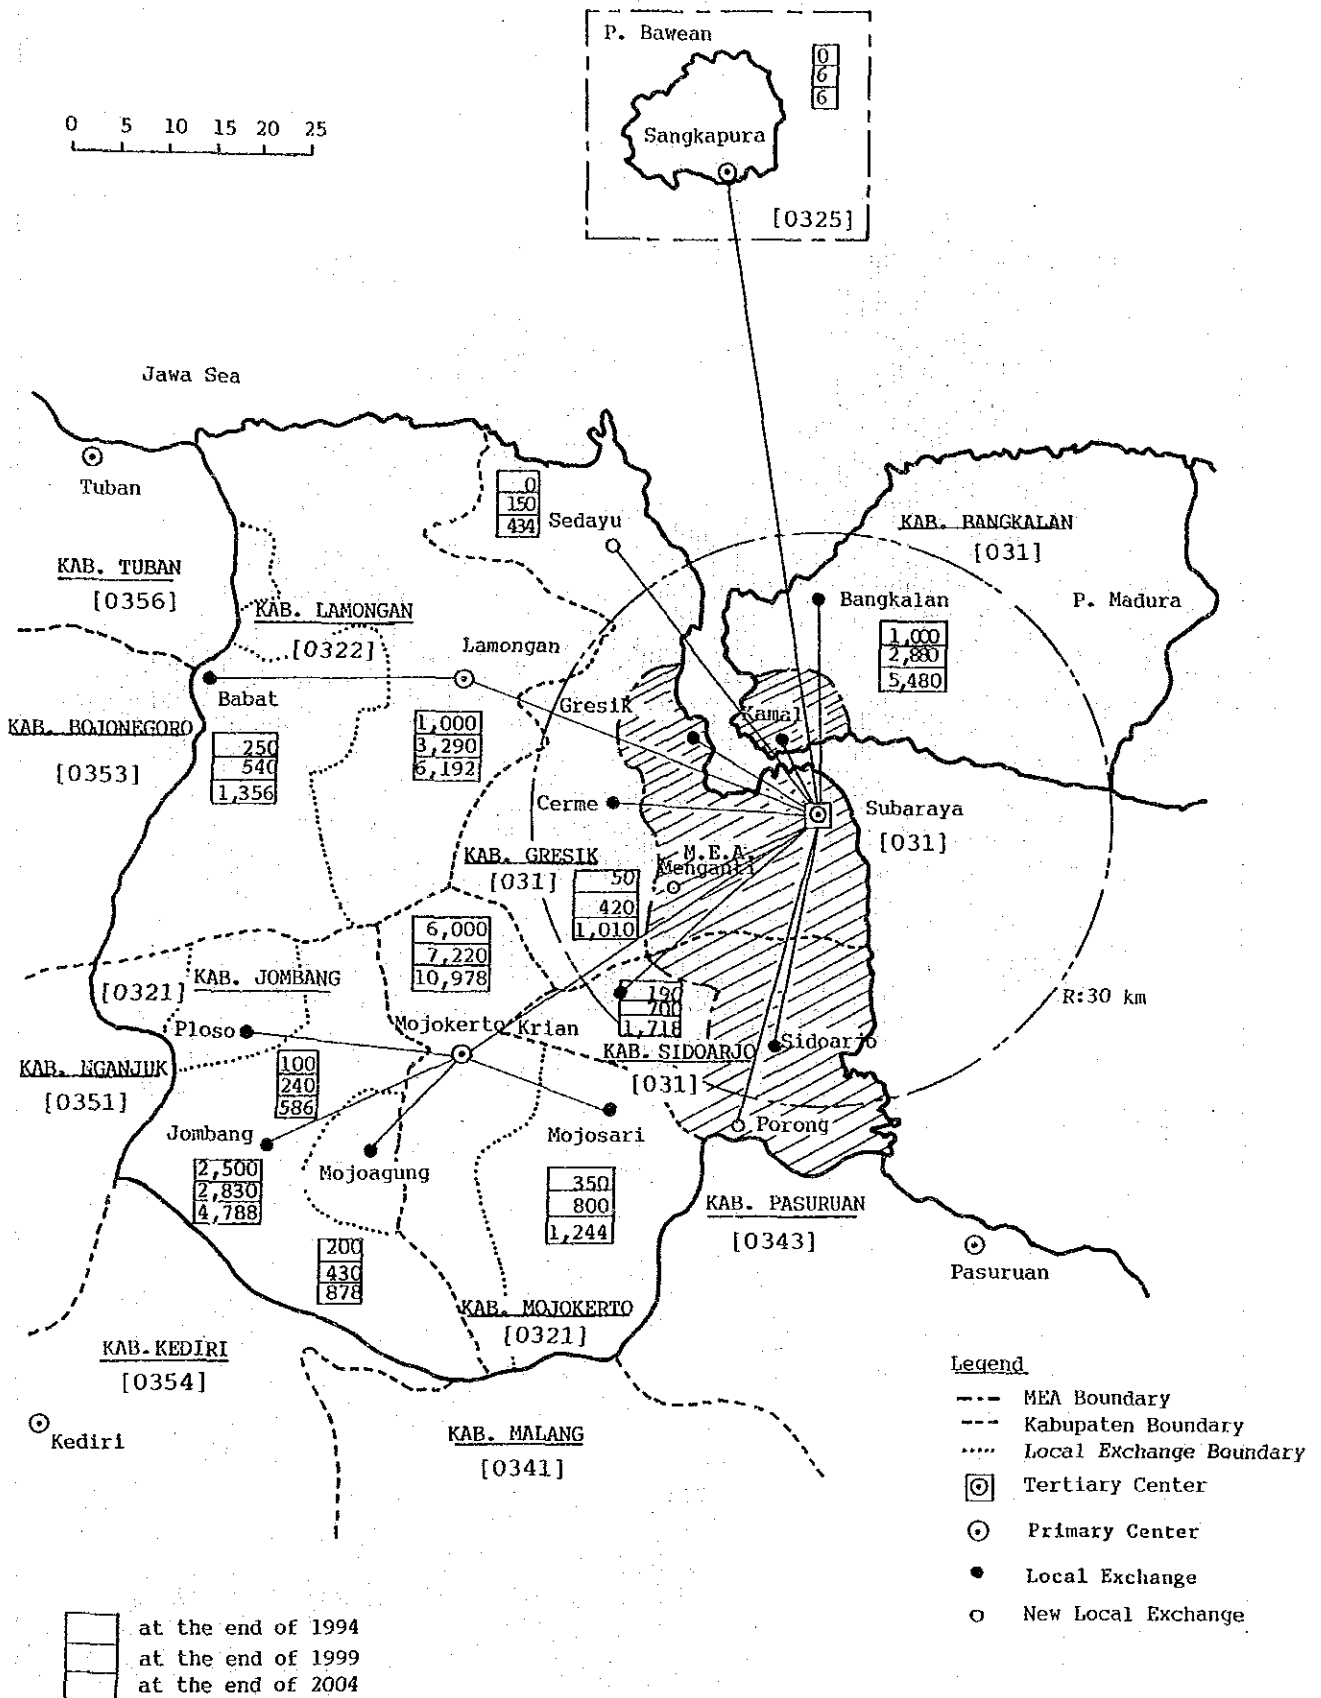 P. Bawean
0
6
6
Sangkapura
[0325]
0 5 10 15 20 25
Jawa Sea
Tuban
KAB. TUBAN
[0356]
0
150
434
Sedayu
KAB. BANGKALAN
[031]
P. Madura
Bangkalan
1,000
2,880
5,480
KAB. LAMONGAN
[0322]
Lamongan
1,000
3,290
6,192
Babat
250
540
1,356
KAB. BOJONEGORO
[0353]
Gresik
Kamal
Cerme
Subaraya
[031]
KAB. GRESIK
[031]
M.E.A.
Menganti
50
420
1,010
6,000
7,220
10,978
KAB. JOMBANG
[0321]
Ploso
100
240
586
Mojokerto
Krian
190
700
1,718
R:30 km
KAB. SIDOARJO
[031]
Sidoarjo
Porong
KAB. NGANJUK
[0351]
Jombang
2,500
2,830
4,788
Mojoagung
200
430
878
Mojosari
350
800
1,244
KAB. PASURUAN
[0343]
Pasuruan
KAB. MOJOKERTO
[0321]
KAB.KEDIRI
[0354]
Kediri
KAB. MALANG
[0341]
Legend
MEA Boundary
Kabupaten Boundary
Local Exchange Boundary
Tertiary Center
Primary Center
Local Exchange
New Local Exchange
at the end of 1994
at the end of 1999
at the end of 2004